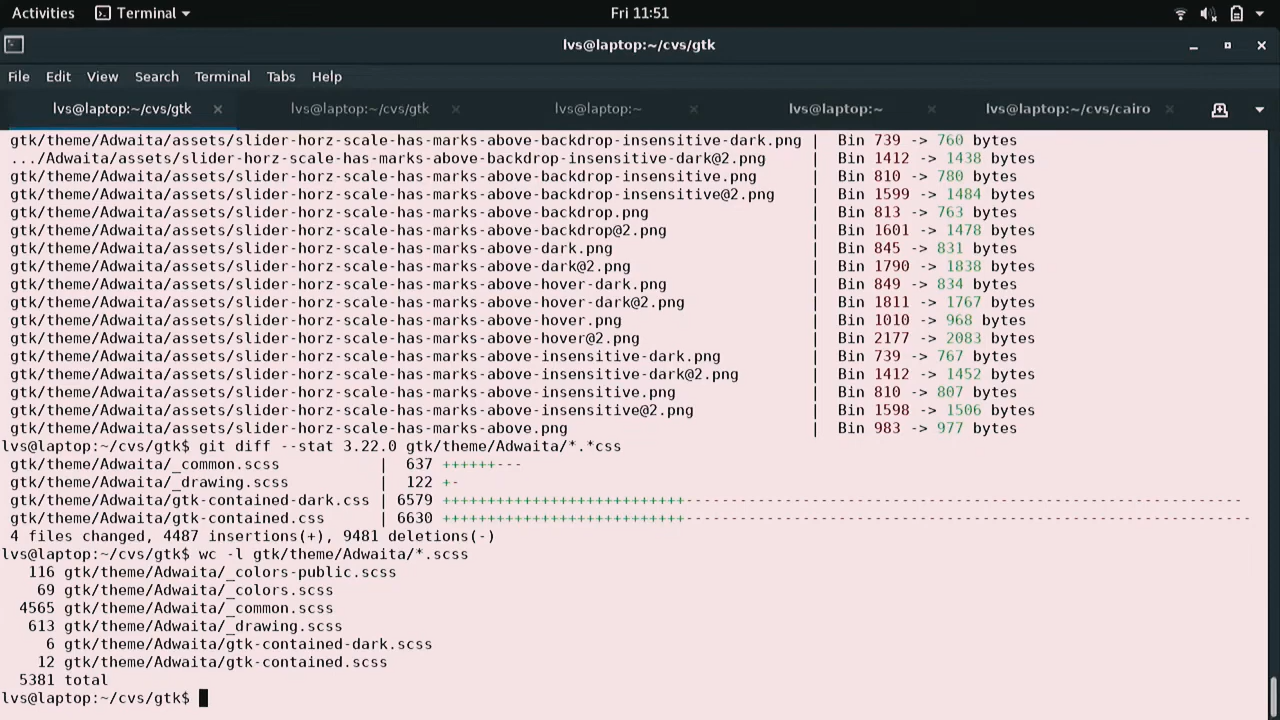 Activities Terminal Fri 11:51
lvs@laptop:~/cvs/gtk
File Edit View Search Terminal Tabs Help
lvs@laptop:~/cvs/gtk × lvs@laptop:~/cvs/gtk × lvs@laptop:~ × lvs@laptop:~ × lvs@laptop:~/cvs/cairo ×
gtk/theme/Adwaita/assets/slider-horz-scale-has-marks-above-backdrop-insensitive-dark.png | Bin 739 -> 760 bytes
.../Adwaita/assets/slider-horz-scale-has-marks-above-backdrop-insensitive-dark@2.png | Bin 1412 -> 1438 bytes
gtk/theme/Adwaita/assets/slider-horz-scale-has-marks-above-backdrop-insensitive.png | Bin 810 -> 780 bytes
gtk/theme/Adwaita/assets/slider-horz-scale-has-marks-above-backdrop-insensitive@2.png | Bin 1599 -> 1484 bytes
gtk/theme/Adwaita/assets/slider-horz-scale-has-marks-above-backdrop.png | Bin 813 -> 763 bytes
gtk/theme/Adwaita/assets/slider-horz-scale-has-marks-above-backdrop@2.png | Bin 1601 -> 1478 bytes
gtk/theme/Adwaita/assets/slider-horz-scale-has-marks-above-dark.png | Bin 845 -> 831 bytes
gtk/theme/Adwaita/assets/slider-horz-scale-has-marks-above-dark@2.png | Bin 1790 -> 1838 bytes
gtk/theme/Adwaita/assets/slider-horz-scale-has-marks-above-hover-dark.png | Bin 849 -> 834 bytes
gtk/theme/Adwaita/assets/slider-horz-scale-has-marks-above-hover-dark@2.png | Bin 1811 -> 1767 bytes
gtk/theme/Adwaita/assets/slider-horz-scale-has-marks-above-hover.png | Bin 1010 -> 968 bytes
gtk/theme/Adwaita/assets/slider-horz-scale-has-marks-above-hover@2.png | Bin 2177 -> 2083 bytes
gtk/theme/Adwaita/assets/slider-horz-scale-has-marks-above-insensitive-dark.png | Bin 739 -> 767 bytes
gtk/theme/Adwaita/assets/slider-horz-scale-has-marks-above-insensitive-dark@2.png | Bin 1412 -> 1452 bytes
gtk/theme/Adwaita/assets/slider-horz-scale-has-marks-above-insensitive.png | Bin 810 -> 807 bytes
gtk/theme/Adwaita/assets/slider-horz-scale-has-marks-above-insensitive@2.png | Bin 1598 -> 1506 bytes
gtk/theme/Adwaita/assets/slider-horz-scale-has-marks-above.png | Bin 983 -> 977 bytes
lvs@laptop:~/cvs/gtk$ git diff --stat 3.22.0 gtk/theme/Adwaita/*.*css
gtk/theme/Adwaita/_common.scss | 637 ++++++---
gtk/theme/Adwaita/_drawing.scss | 122 +-
gtk/theme/Adwaita/gtk-contained-dark.css | 6579 +++++++++++++++++++++++++++--------------------------------------------------------------
gtk/theme/Adwaita/gtk-contained.css | 6630 +++++++++++++++++++++++++++---------------------------------------------------------------
4 files changed, 4487 insertions(+), 9481 deletions(-)
lvs@laptop:~/cvs/gtk$ wc -l gtk/theme/Adwaita/*.scss
116 gtk/theme/Adwaita/_colors-public.scss
69 gtk/theme/Adwaita/_colors.scss
4565 gtk/theme/Adwaita/_common.scss
613 gtk/theme/Adwaita/_drawing.scss
6 gtk/theme/Adwaita/gtk-contained-dark.scss
12 gtk/theme/Adwaita/gtk-contained.scss
5381 total
lvs@laptop:~/cvs/gtk$